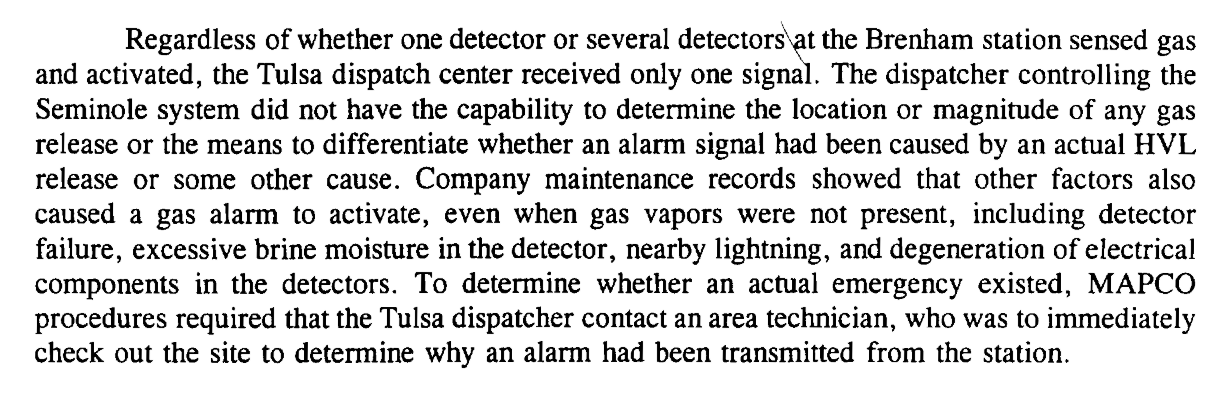 Regardless of whether one detector or several detectors at the Brenham station sensed gas
and activated, the Tulsa dispatch center received only one signal. The dispatcher controlling the
Seminole system did not have the capability to determine the location or magnitude of any gas
release or the means to differentiate whether an alarm signal had been caused by an actual HVL
release or some other cause. Company maintenance records showed that other factors also
caused a gas alarm to activate, even when gas vapors were not present, including detector
failure, excessive brine moisture in the detector, nearby lightning, and degeneration of electrical
components in the detectors. To determine whether an actual emergency existed, MAPCO
procedures required that the Tulsa dispatcher contact an area technician, who was to immediately
check out the site to determine why an alarm had been transmitted from the station.